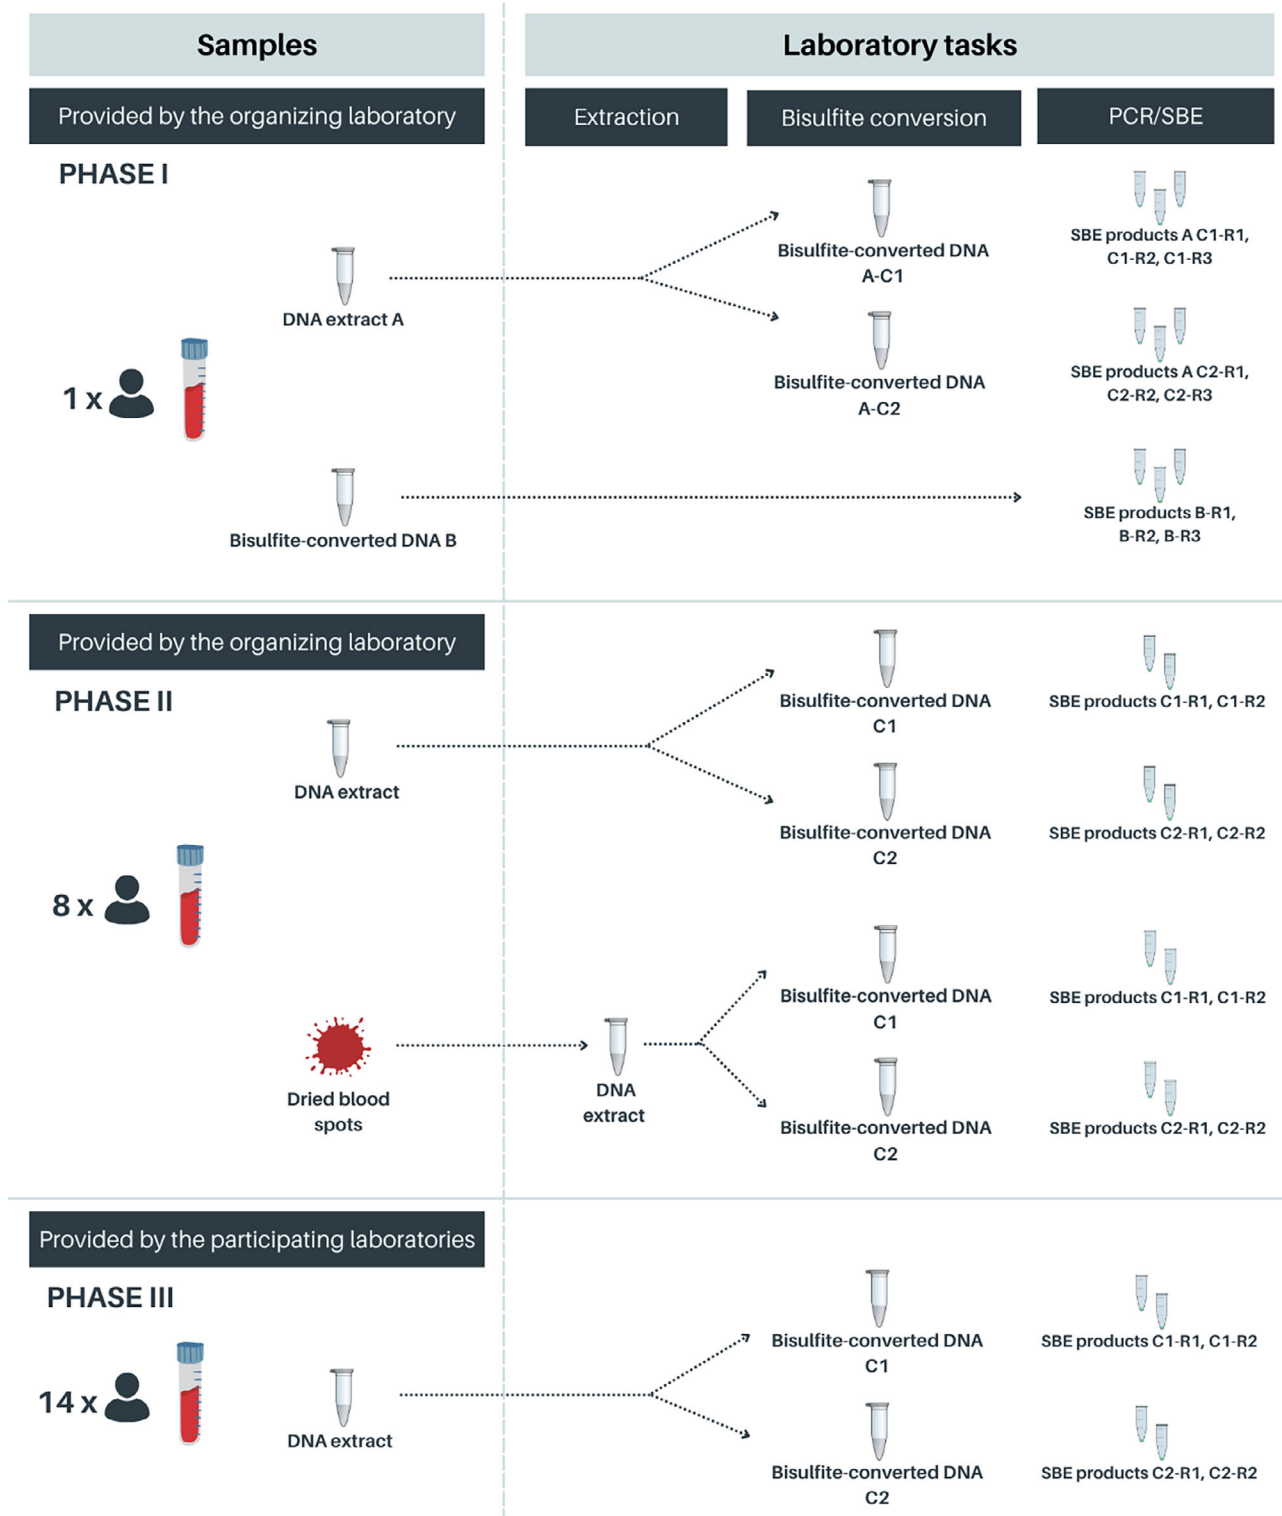 Samples
Laboratory tasks
Provided by the organizing laboratory
Extraction
Bisulfite conversion
PCR/SBE
PHASE I
DNA extract A
Bisulfite-converted DNA
A-C1
SBE products A C1-R1,
C1-R2, C1-R3
Bisulfite-converted DNA
A-C2
SBE products A C2-R1,
C2-R2, C2-R3
1 x
Bisulfite-converted DNA B
SBE products B-R1,
B-R2, B-R3
Provided by the organizing laboratory
PHASE II
DNA extract
Bisulfite-converted DNA
C1
SBE products C1-R1, C1-R2
Bisulfite-converted DNA
C2
SBE products C2-R1, C2-R2
8 x
Dried blood
spots
DNA
extract
Bisulfite-converted DNA
C1
SBE products C1-R1, C1-R2
Bisulfite-converted DNA
C2
SBE products C2-R1, C2-R2
Provided by the participating laboratories
PHASE III
14 x
DNA extract
Bisulfite-converted DNA
C1
SBE products C1-R1, C1-R2
Bisulfite-converted DNA
C2
SBE products C2-R1, C2-R2